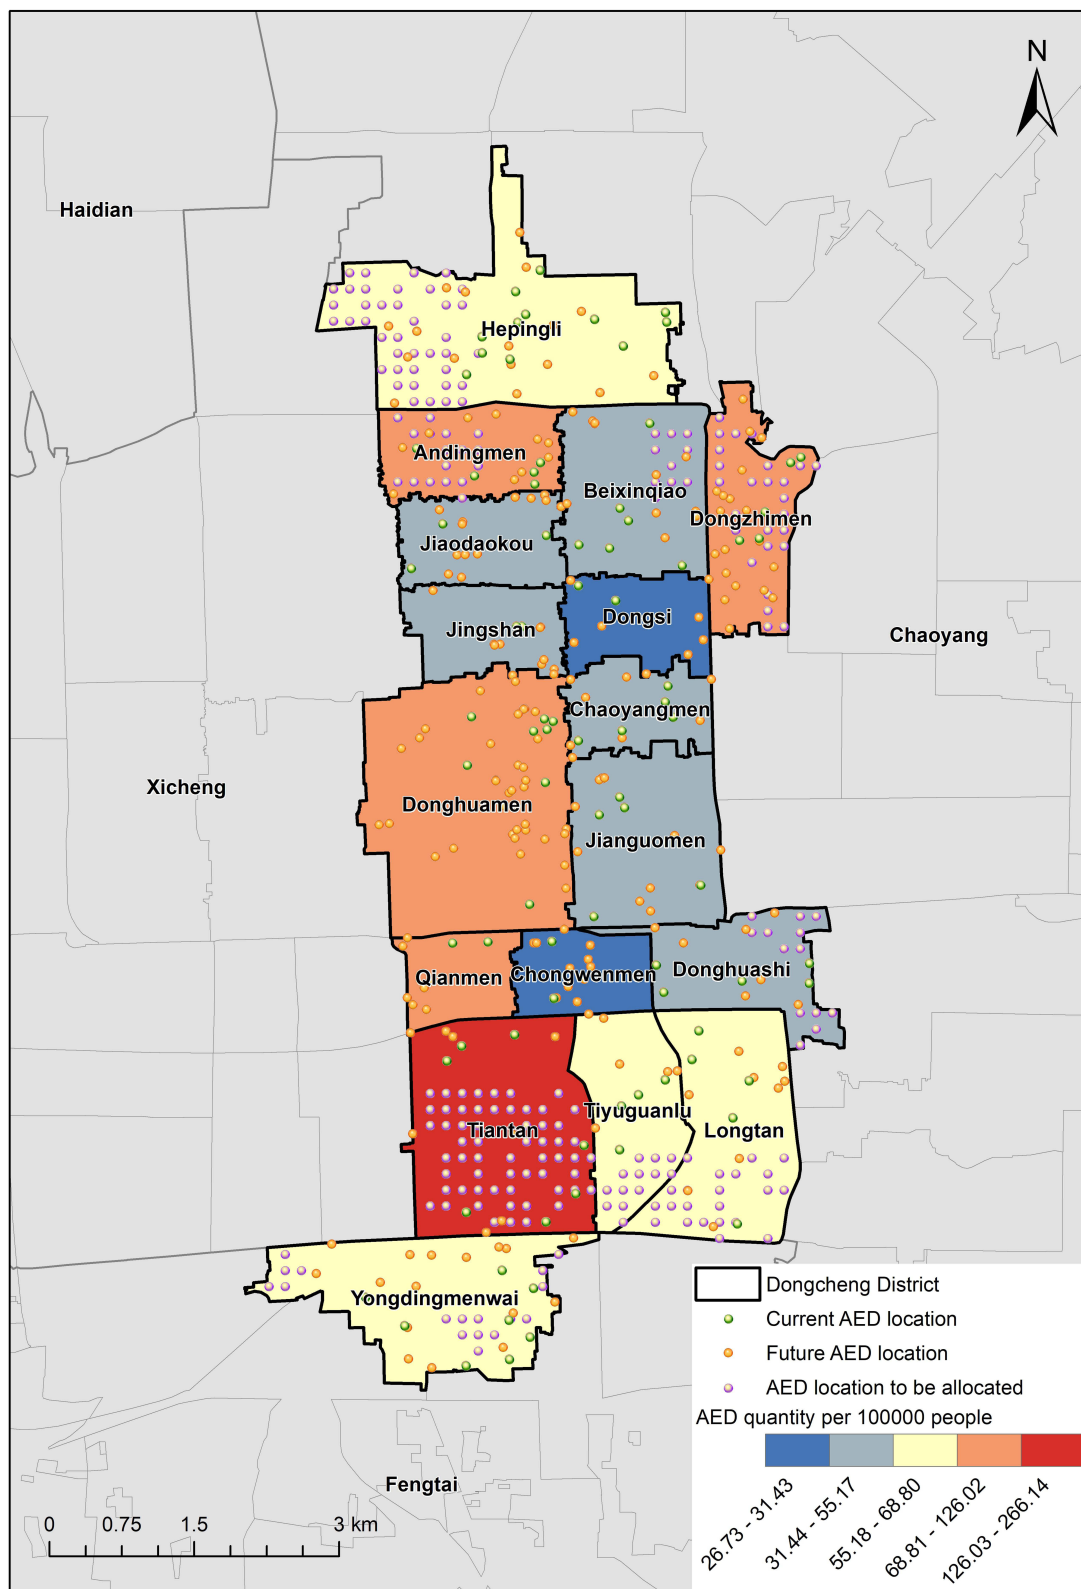 N
Haidian
Hepingli
Andingmen
Beixinqiao
Dongzhimen
Jiaodaokou
Dongsi
Jingshan
Chaoyang
Chaoyangmen
Xicheng
Donghuamen
Jianguomen
Qianmen
Chongwenmen
Donghuashi
Tiantan
Tiyuguanlu
Longtan
Yongdingmenwai
Fengtai
Dongcheng District
Current AED location
Future AED location
AED location to be allocated
AED quantity per 100000 people
26.73 - 31.43
31.44 - 55.17
55.18 - 68.80
68.81 - 126.02
126.03 - 266.14
0 0.75 1.5 3 km